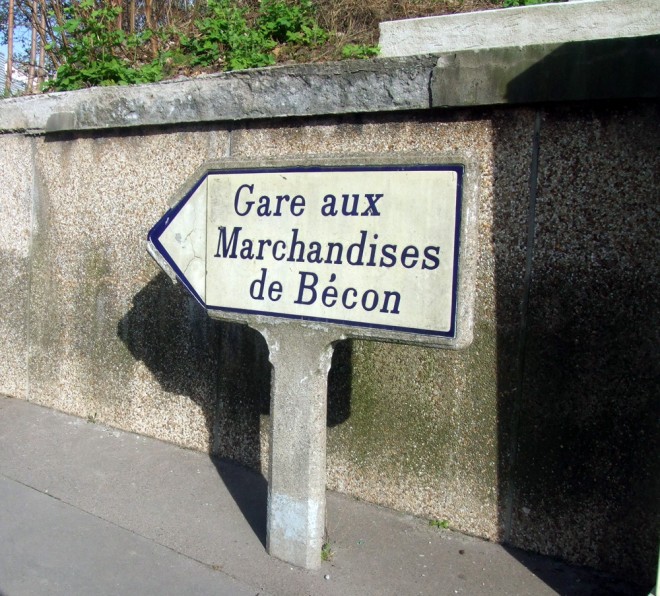 Gare aux
Marchandises
de Bécon